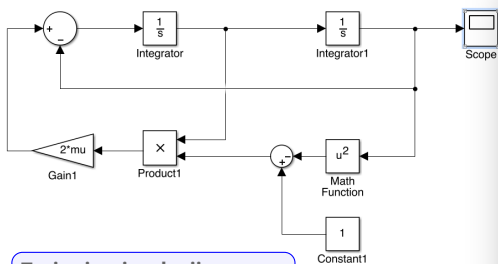 +
−
1
s
Integrator
1
s
Integrator1
Scope
2*mu
Gain1
×
Product1
−
+
u²
Math
Function
1
Constant1